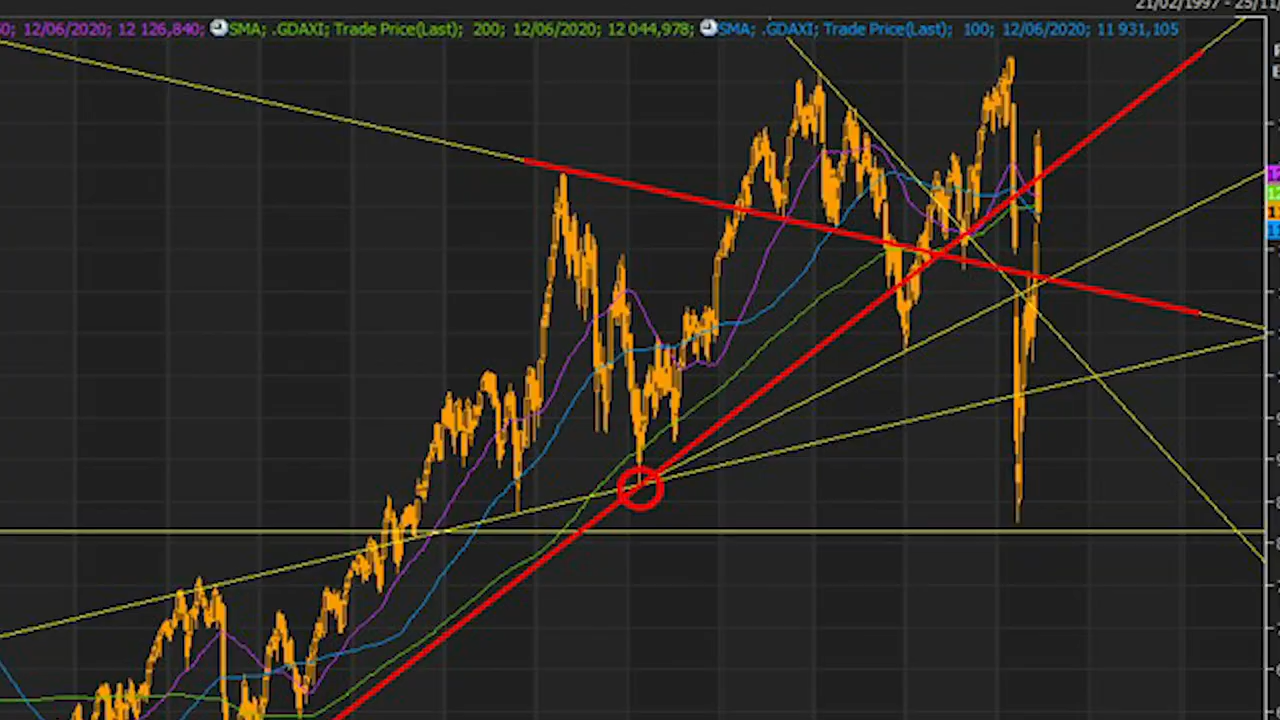 21/02/1997 - 25/11
0; 12/06/2020; 12 126,840; SMA; .GDAXI; Trade Price(Last); 200; 12/06/2020; 12 044,978; SMA; .GDAXI; Trade Price(Last); 100; 12/06/2020; 11 931,105